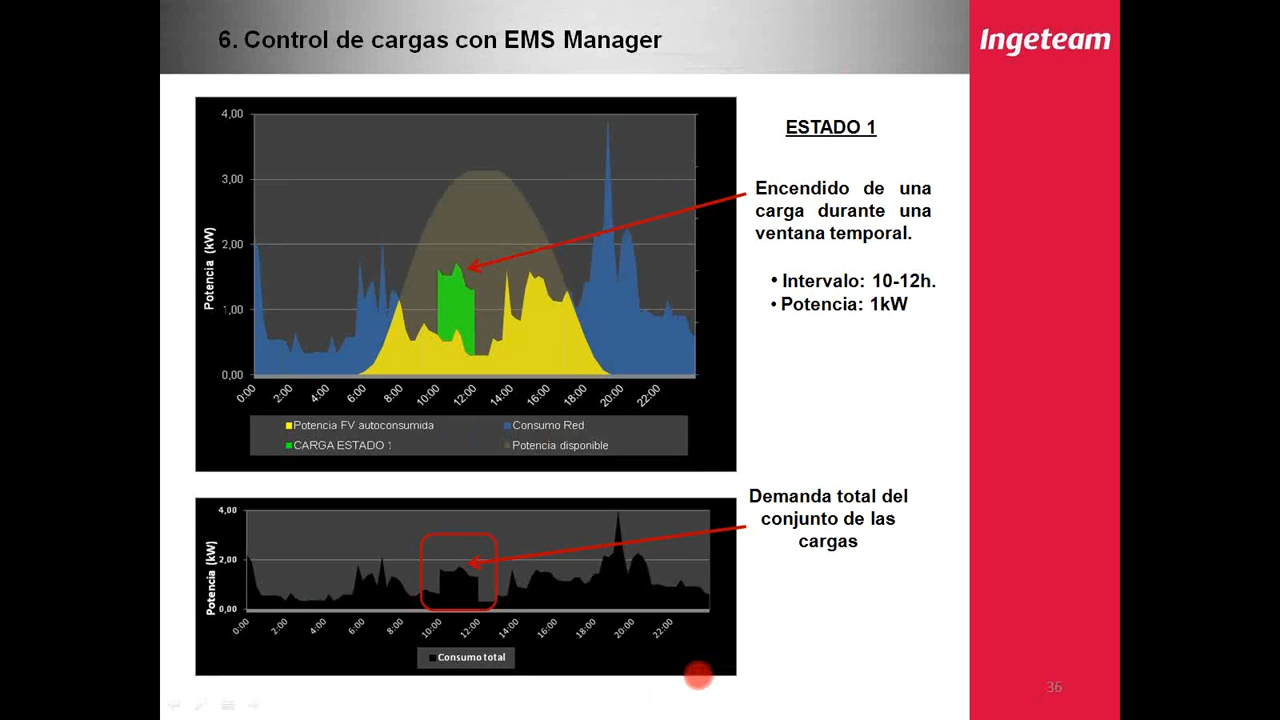 6. Control de cargas con EMS Manager
Ingeteam
4,00
3,00
2,00
1,00
0,00
Potencia (kW)
0:00 2:00 4:00 6:00 8:00 10:00 12:00 14:00 16:00 18:00 20:00 22:00
Potencia FV autoconsumida
Consumo Red
CARGA ESTADO 1
Potencia disponible
ESTADO 1
Encendido de una
carga durante una
ventana temporal.
• Intervalo: 10-12h.
• Potencia: 1kW
4,00
2,00
0,00
Potencia (kW)
0:00 2:00 4:00 6:00 8:00 10:00 12:00 14:00 16:00 18:00 20:00 22:00
Consumo total
Demanda total del
conjunto de las
cargas
36